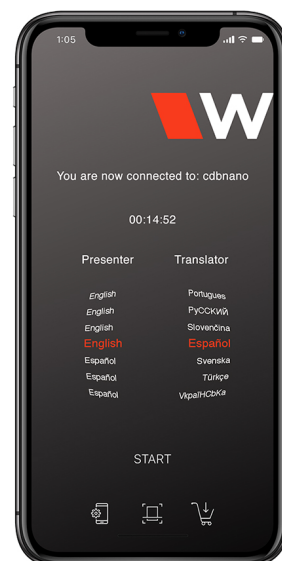 1:05
W
You are now connected to: cdbnano
00:14:52
Presenter Translator
English Portugues
English РуССКИЙ
English Slovenčina
English Español
Español Svenska
Español Türkçe
Español VkpaIHCbKa
START